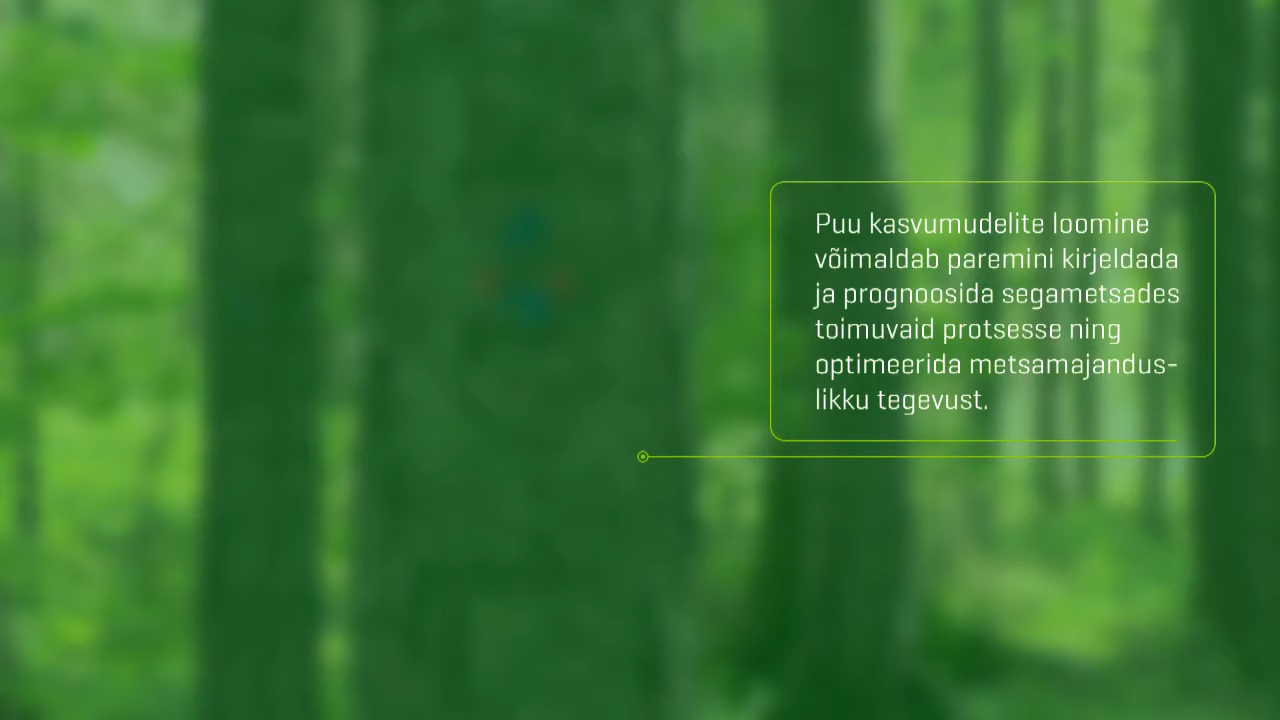 Puu kasvumudelite loomine
võimaldab paremini kirjeldada
ja prognoosida segametsades
toimuvaid protsesse ning
optimeerida metsamajandus-
likku tegevust.